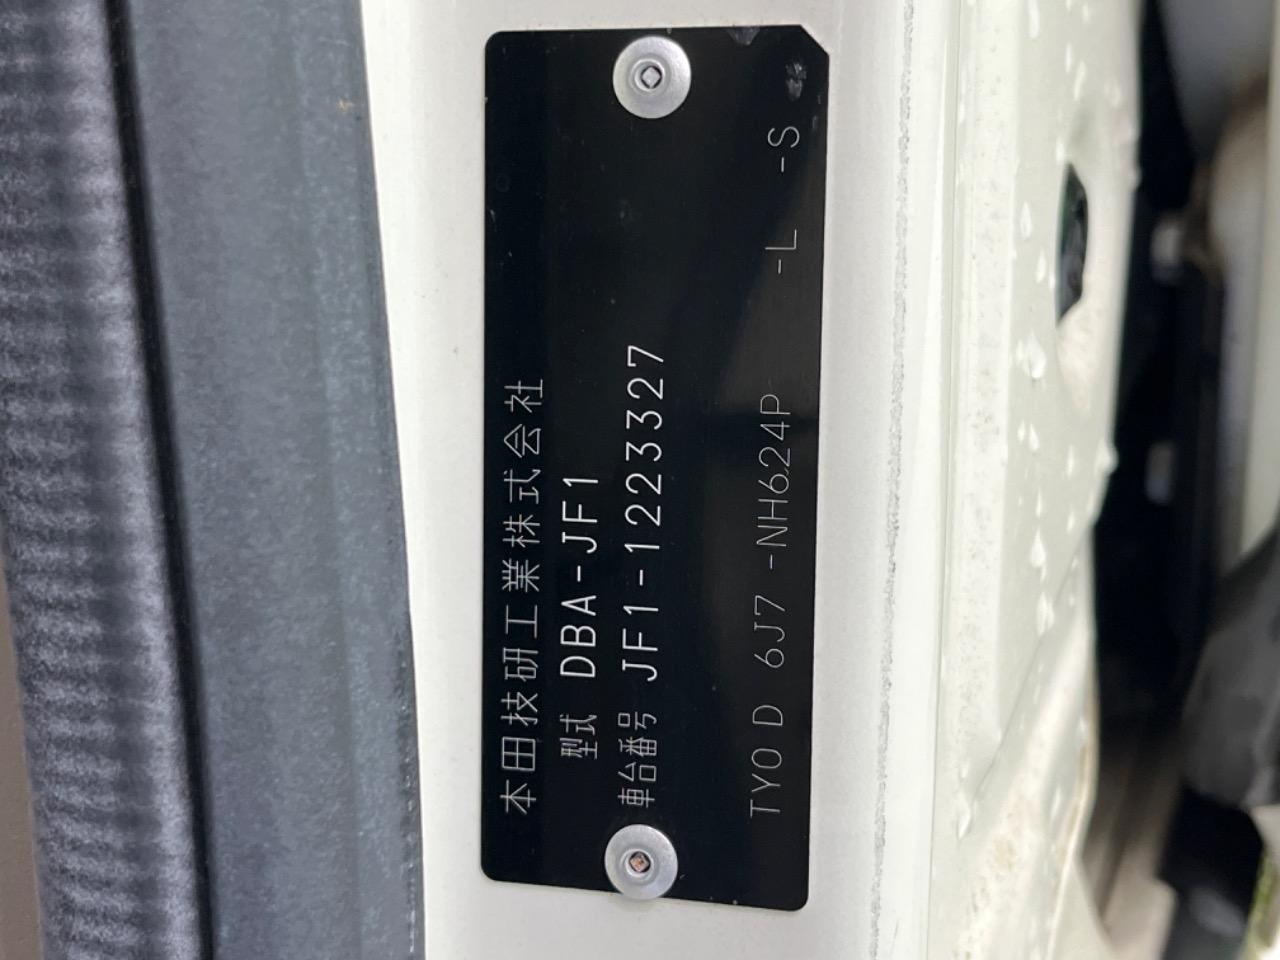 本田技研工業株式会社
型式 DBA-JF1
車台番号 JF1-1223327
TY0 D 6J7 -NH624P -L -S